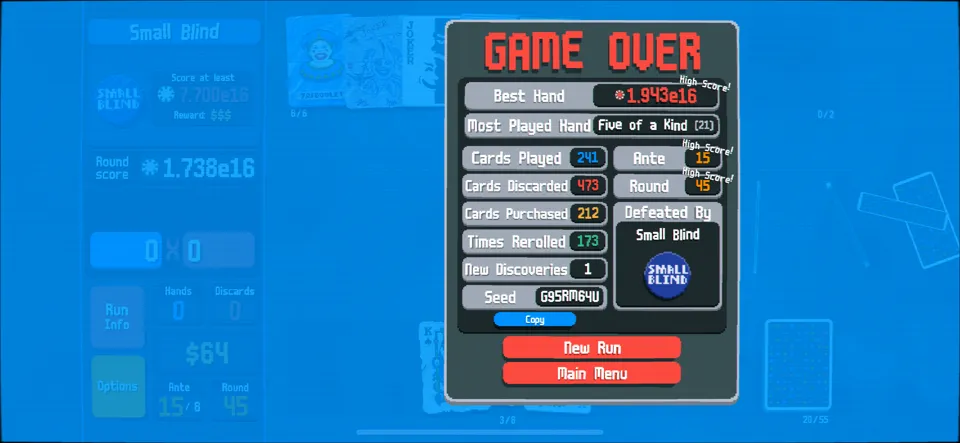 Small Blind
SMALL
BLIND
Score at least
7.700e16
Reward $$$
Round
score
1.738e16
0 X 0
Run
Info
Hands
0
Discards
0
$64
Options
Ante
15/8
Round
45
JOKER
6/6
0/2
3/8
29/55
GAME OVER
Best Hand
1.943e16
High Score!
Most Played Hand
Five of a Kind (21)
Cards Played 241
Cards Discarded 473
Cards Purchased 212
Times Rerolled 173
New Discoveries 1
Seed G95RM64U
Copy
Ante 15
High Score!
Round 45
High Score!
Defeated By
Small Blind
SMALL
BLIND
New Run
Main Menu